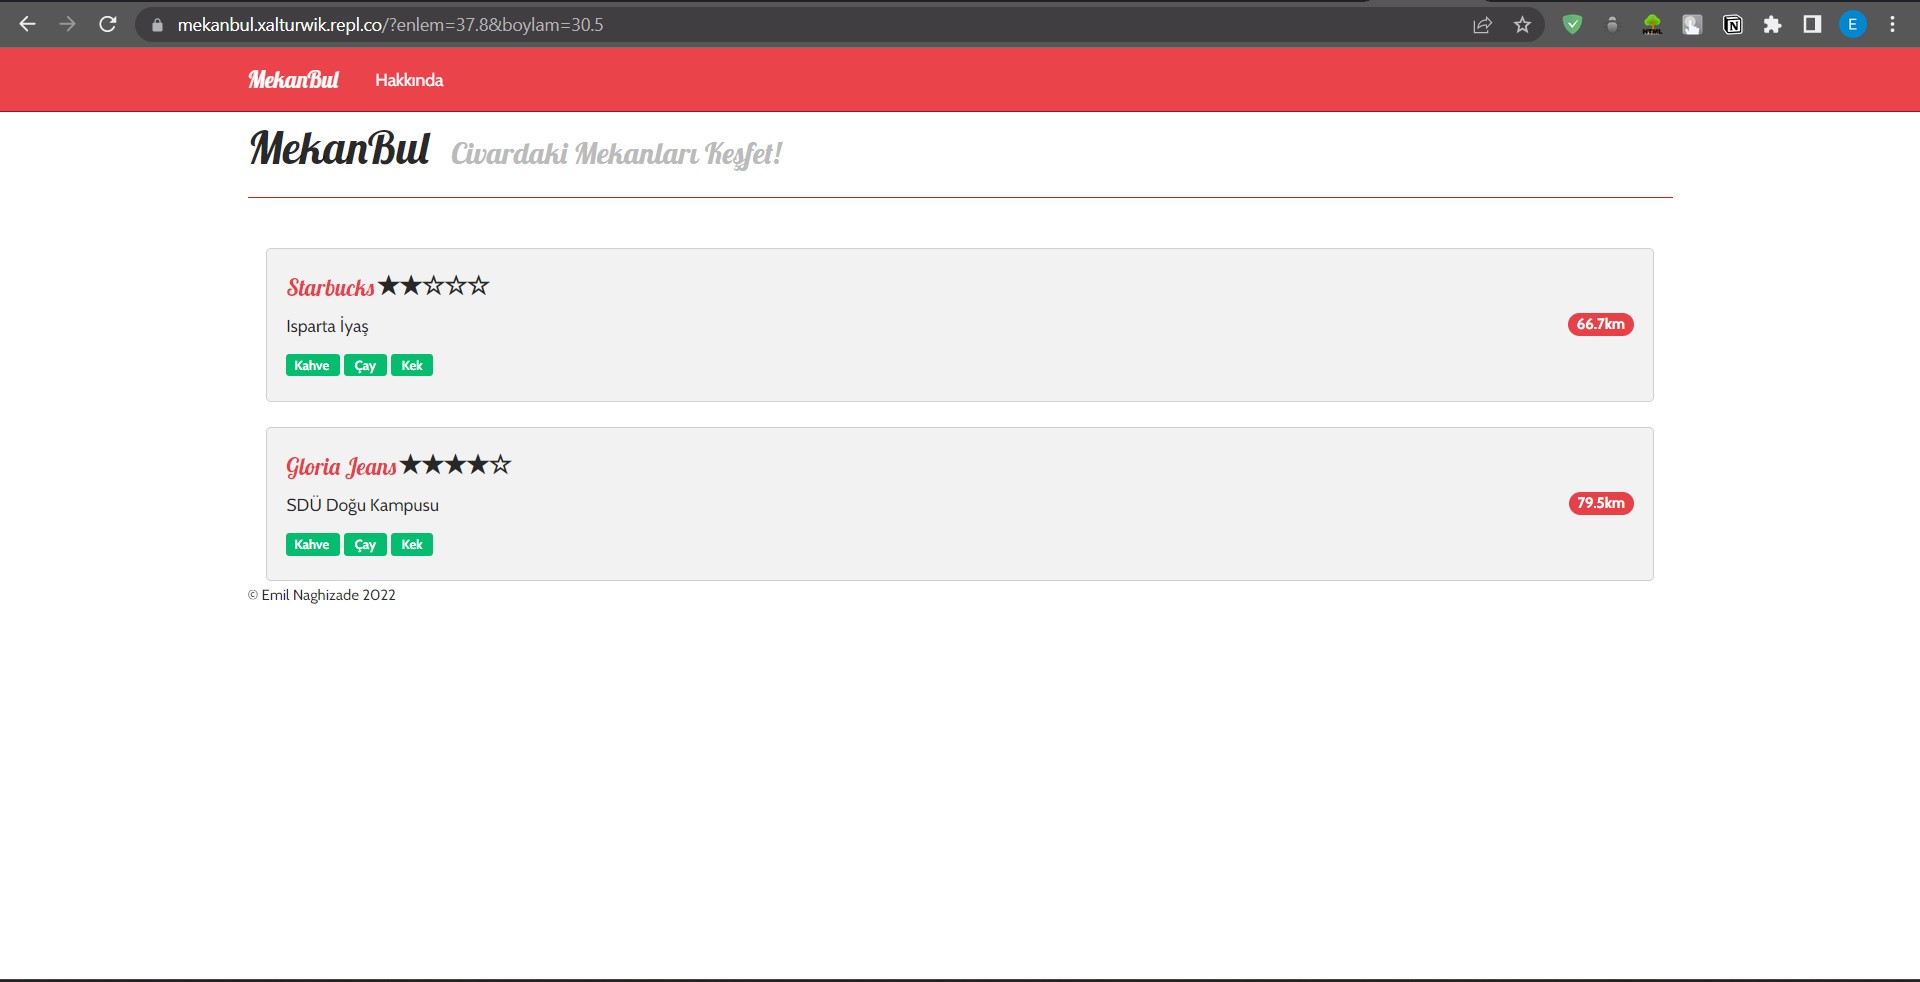 mekanbul.xalturwik.repl.co/?enlem=37.8&boylam=30.5
E
MekanBul Hakkında
MekanBul Civardaki Mekanları Keşfet!
Starbucks ★★☆☆☆
Isparta İyaş
66.7km
Kahve Çay Kek
Gloria Jeans ★★★★☆
SDÜ Doğu Kampusu
79.5km
Kahve Çay Kek
© Emil Naghizade 2022